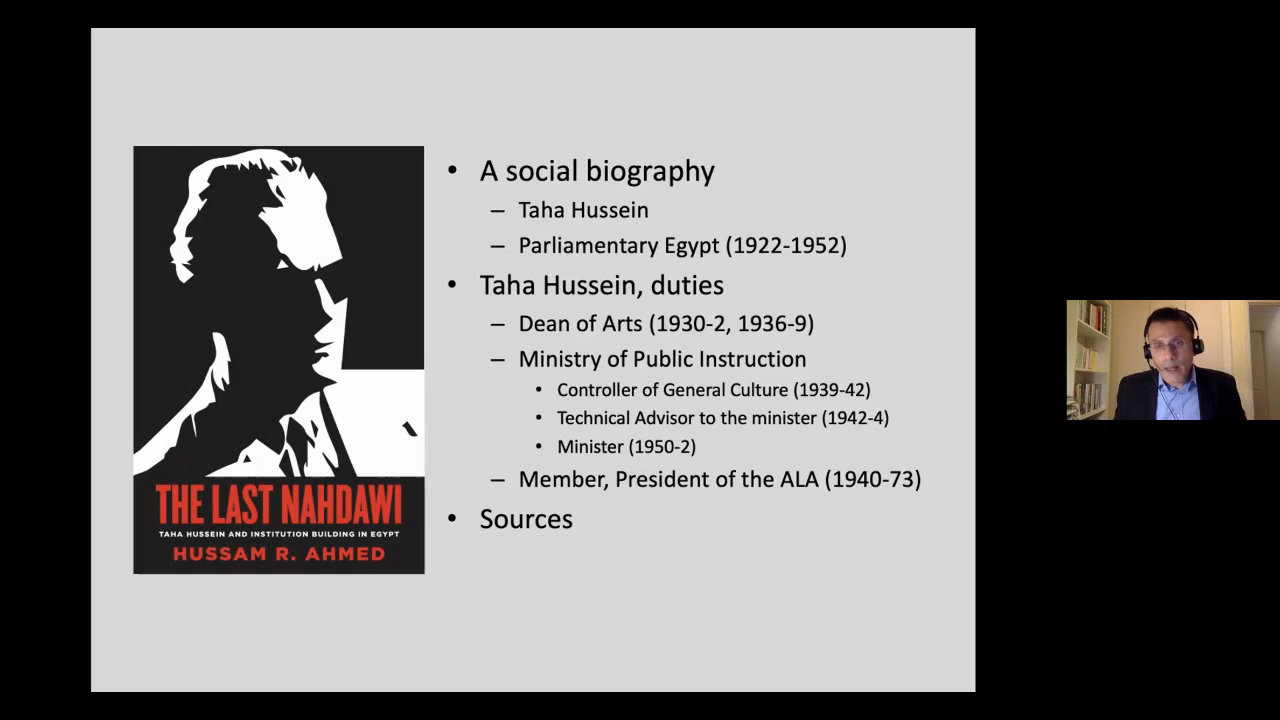 THE LAST NAHDAWI
TAHA HUSSEIN AND INSTITUTION BUILDING IN EGYPT
HUSSAM R. AHMED
• A social biography
– Taha Hussein
– Parliamentary Egypt (1922-1952)
• Taha Hussein, duties
– Dean of Arts (1930-2, 1936-9)
– Ministry of Public Instruction
• Controller of General Culture (1939-42)
• Technical Advisor to the minister (1942-4)
• Minister (1950-2)
– Member, President of the ALA (1940-73)
• Sources